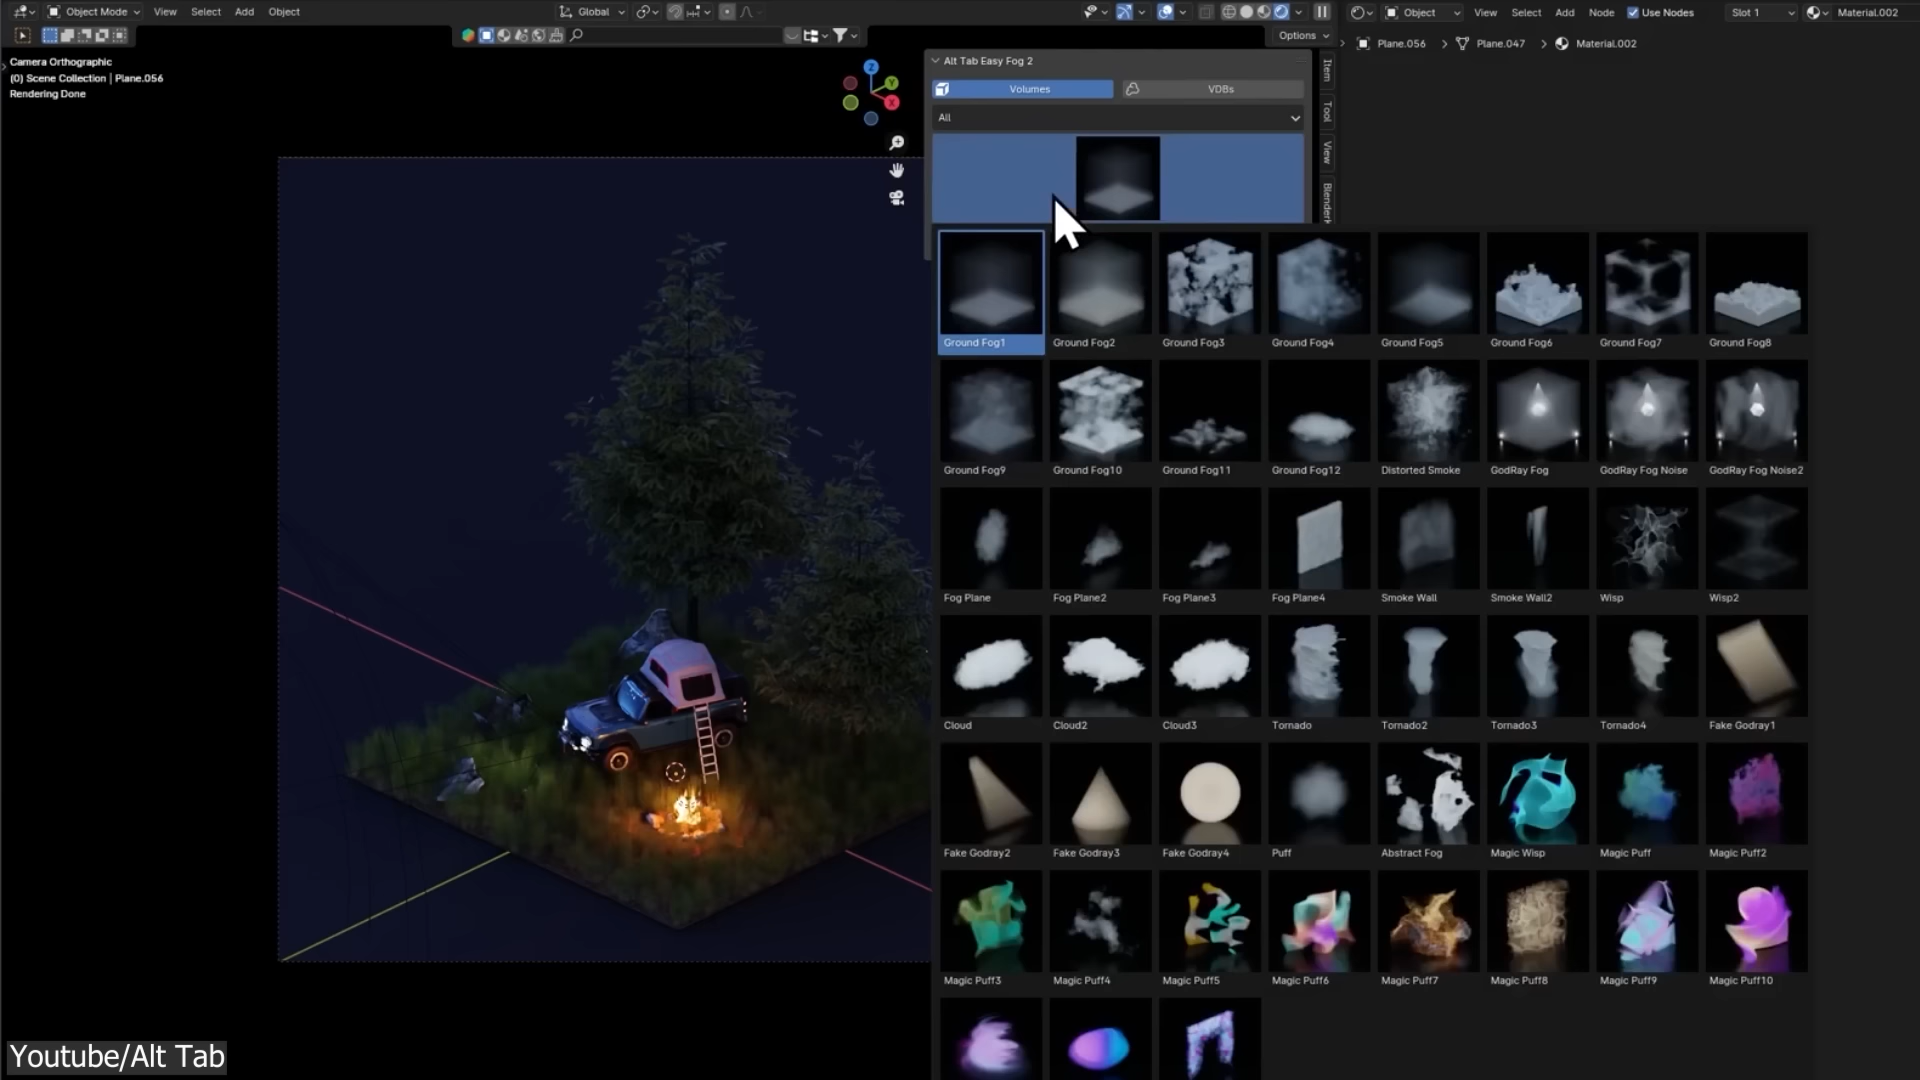 Object Mode View Select Add Object Global
Options
Camera Orthographic
(0) Scene Collection | Plane.056
Rendering Done
Z
Y
X
Alt Tab Easy Fog 2
Volumes VDBs
All
Item
Tool
View
Object View Select Add Node Use Nodes Slot 1 Material.002
Plane.056 Plane.047 Material.002
Ground Fog1 Ground Fog2 Ground Fog3 Ground Fog4 Ground Fog5 Ground Fog6 Ground Fog7 Ground Fog8
Ground Fog9 Ground Fog10 Ground Fog11 Ground Fog12 Distorted Smoke GodRay Fog GodRay Fog Noise GodRay Fog Noise2
Fog Plane Fog Plane2 Fog Plane3 Fog Plane4 Smoke Wall Smoke Wall2 Wisp Wisp2
Cloud Cloud2 Cloud3 Tornado Tornado2 Tornado3 Tornado4 Fake Godray1
Fake Godray2 Fake Godray3 Fake Godray4 Puff Abstract Fog Magic Wisp Magic Puff Magic Puff2
Magic Puff3 Magic Puff4 Magic Puff5 Magic Puff6 Magic Puff7 Magic Puff8 Magic Puff9 Magic Puff10
Youtube/Alt Tab